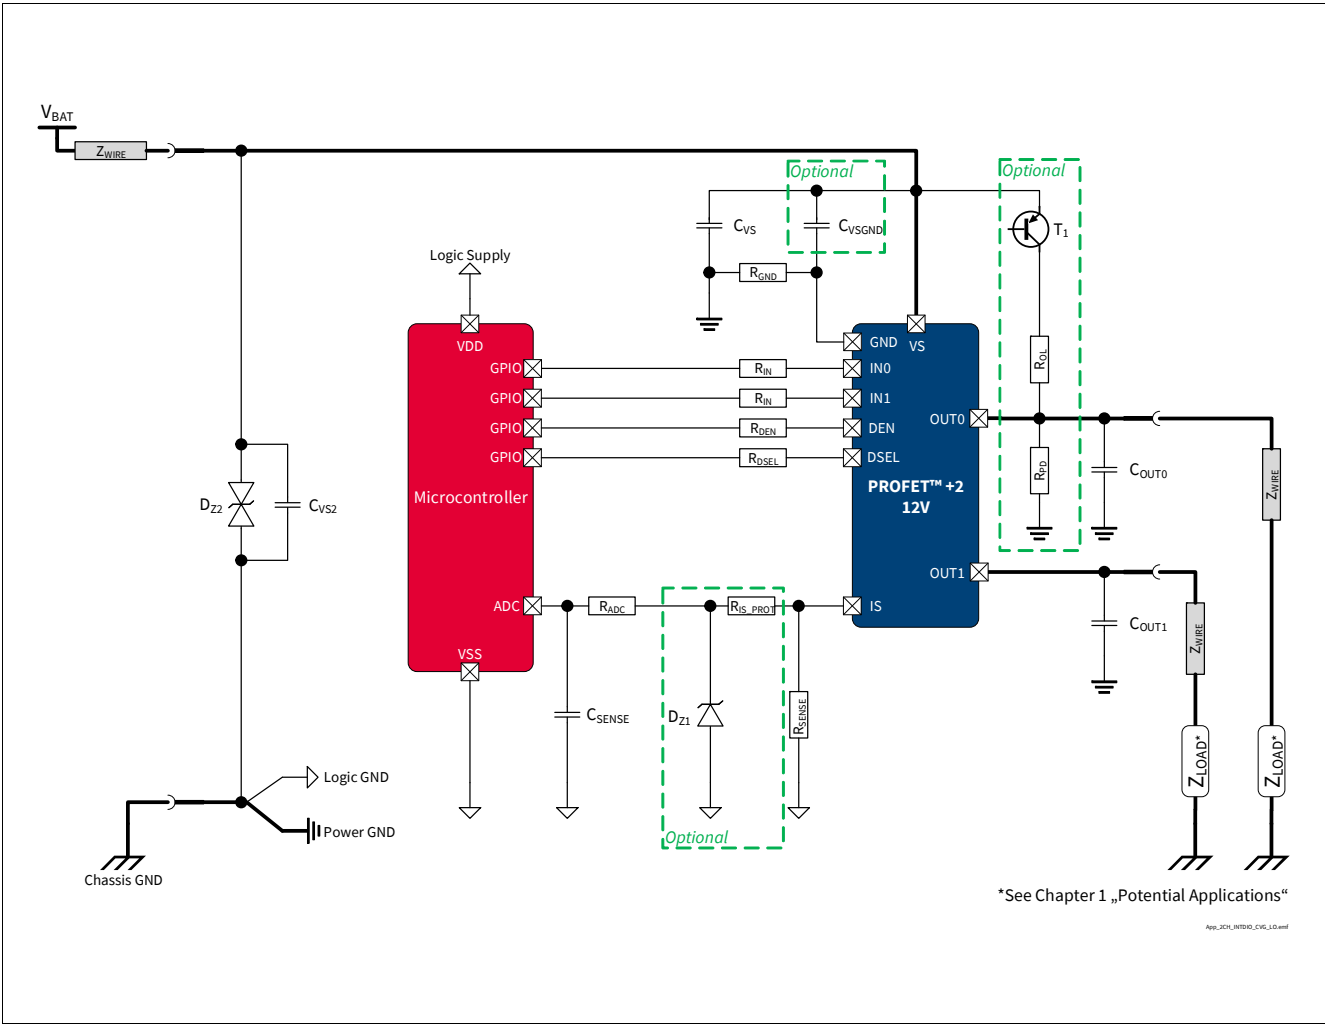 VBAT
ZWIRE
Optional
Optional
CVS
CVSGND
T1
Logic Supply
RGND
VDD
GND
VS
GPIO
RIN
IN0
ROL
GPIO
RIN
IN1
OUT0
GPIO
RDEN
DEN
GPIO
RDSEL
DSEL
RPD
COUT0
ZWIRE
Microcontroller
PROFET™ +2
12V
DZ2
CVS2
OUT1
ADC
RADC
RIS_PROT
IS
COUT1
ZWIRE
VSS
CSENSE
DZ1
RSENSE
ZLOAD*
ZLOAD*
Logic GND
Power GND
Optional
Chassis GND
*See Chapter 1 „Potential Applications“
App_2CH_INTDIO_CVG_LO.emf